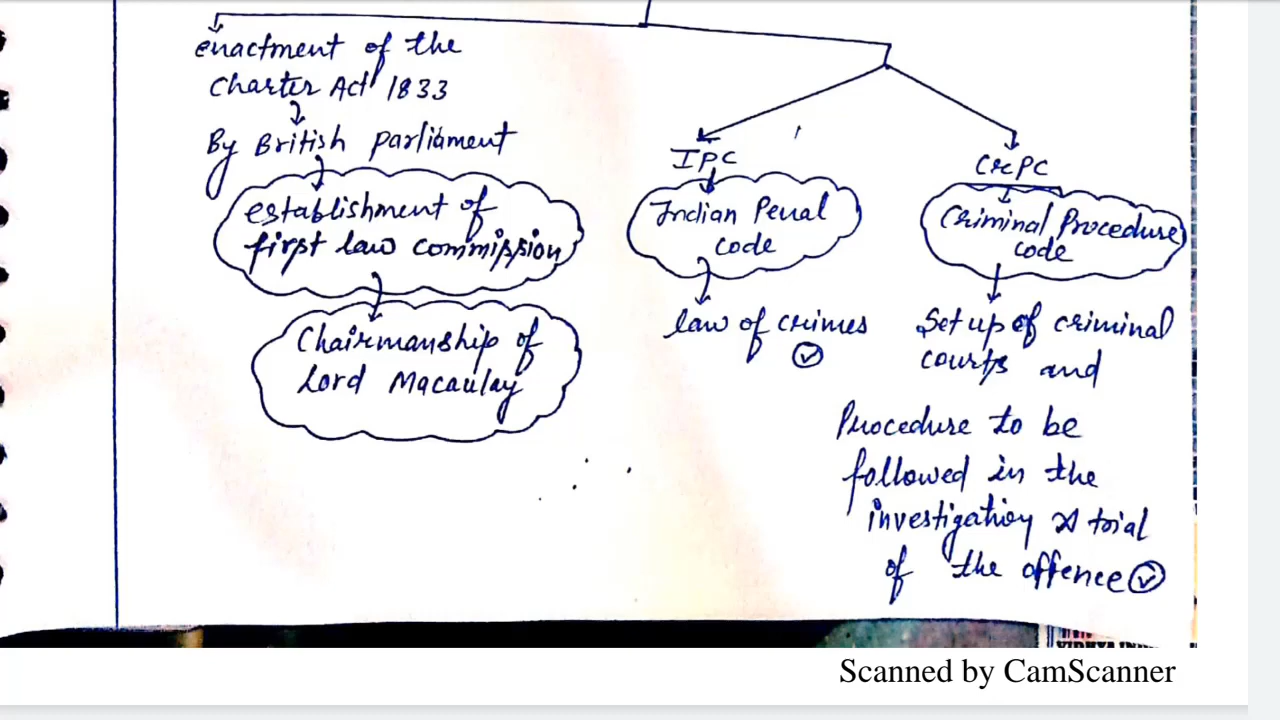 enactment of the
Charter Act 1833
By British parliament
establishment of
first law commission
Chairmanship of
Lord Macaulay
IPC
Indian Penal
code
law of crimes
CrPC
Criminal Procedure
code
Set up of criminal
courts and
Procedure to be
followed in the
investigation & trial
of the offence
Scanned by CamScanner